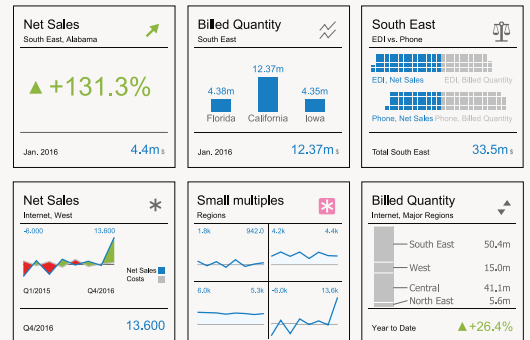 Net Sales
South East, Alabama
▲+131.3%
Jan. 2016 4.4m $
Billed Quantity
South East
12.37m
4.38m
4.35m
Florida California Iowa
Jan. 2016 12.37m $
South East
EDI vs. Phone
EDI, Net Sales EDI, Billed Quantity
Phone, Net Sales Phone, Billed Quantity
Total South East 33.5m $
Net Sales
Internet, West
-6.000 13.600
Net Sales
Costs
Q1/2015 Q4/2016
Q4/2016 13.600
Small multiples
Regions
1.8k 942.0 4.2k 4.4k
6.0k 5.3k -6.0k 13.6k
Billed Quantity
Internet, Major Regions
South East 50.4m
West 15.0m
Central 41,1m
North East 5.6m
Year to Date ▲+26.4%